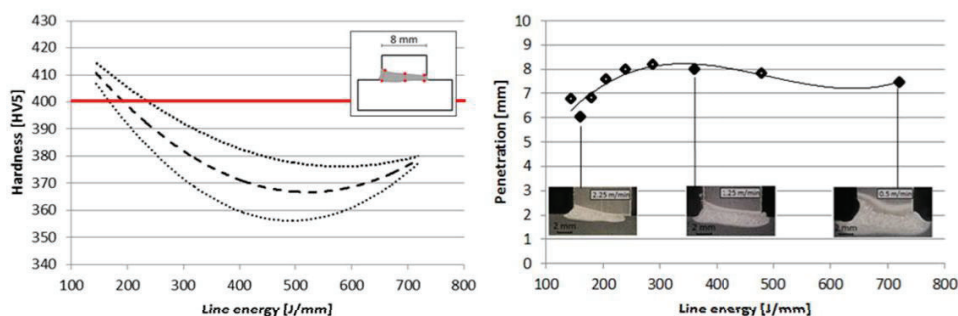 430
420
410
400
390
380
370
360
350
340
Hardness [HV5]
100 200 300 400 500 600 700 800
Line energy [J/mm]
8 mm
10
9
8
7
6
5
4
3
2
1
0
Penetration [mm]
100 200 300 400 500 600 700 800
Line energy [J/mm]
2.25 m/min
2 mm
1.25 m/min
2 mm
0.5 m/min
2 mm